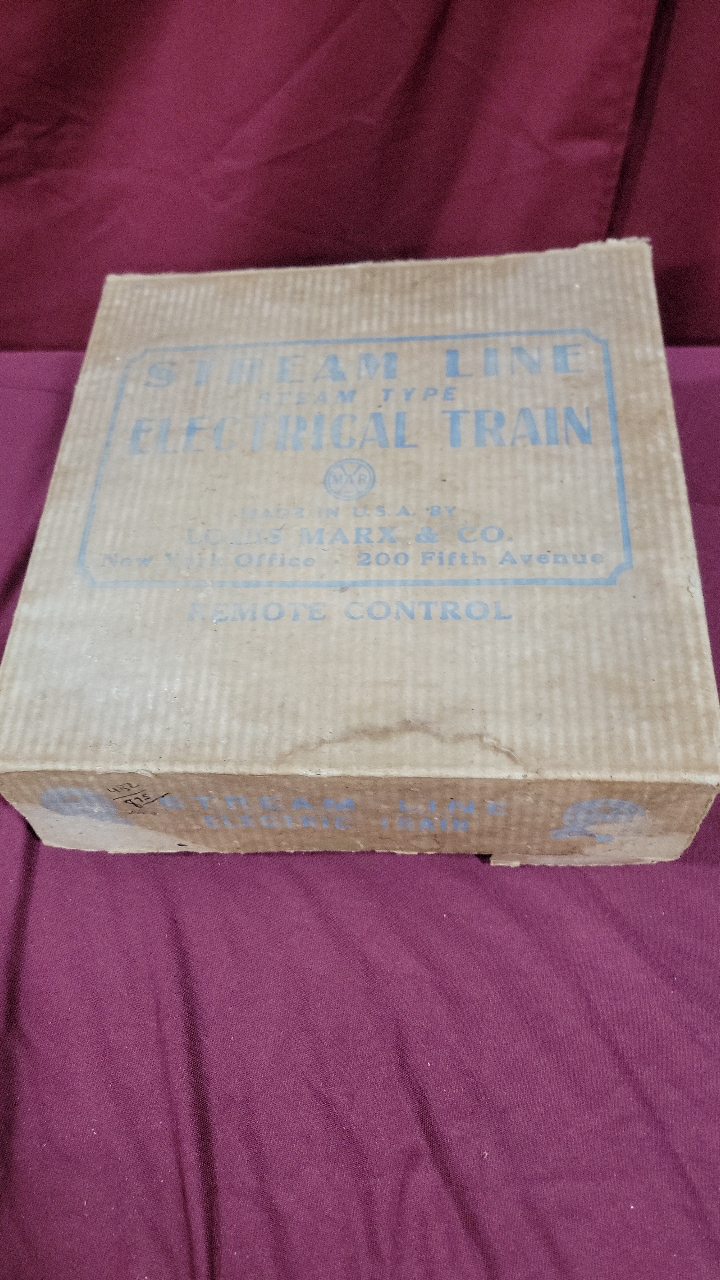 STREAM LINE
STEAM TYPE
ELECTRICAL TRAIN
MAR
MADE IN U.S.A. BY
LOUIS MARX & CO.
New York Office - 200 Fifth Avenue
REMOTE CONTROL
STREAM LINE
ELECTRIC TRAIN